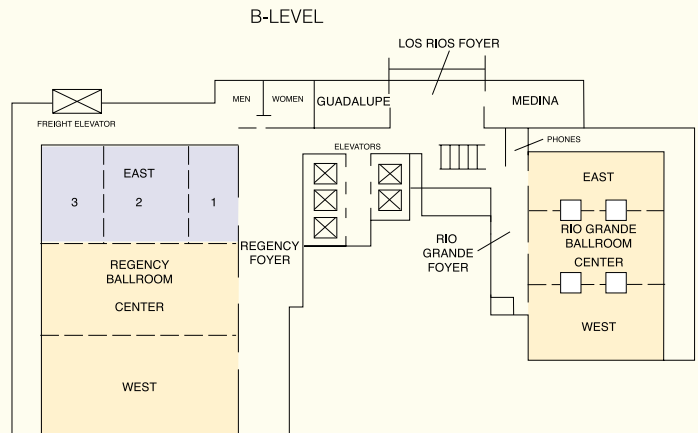 B-LEVEL
LOS RIOS FOYER
MEN
WOMEN
GUADALUPE
MEDINA
FREIGHT ELEVATOR
ELEVATORS
PHONES
EAST
3
2
1
REGENCY
FOYER
REGENCY
BALLROOM
CENTER
WEST
RIO
GRANDE
FOYER
EAST
RIO GRANDE
BALLROOM
CENTER
WEST